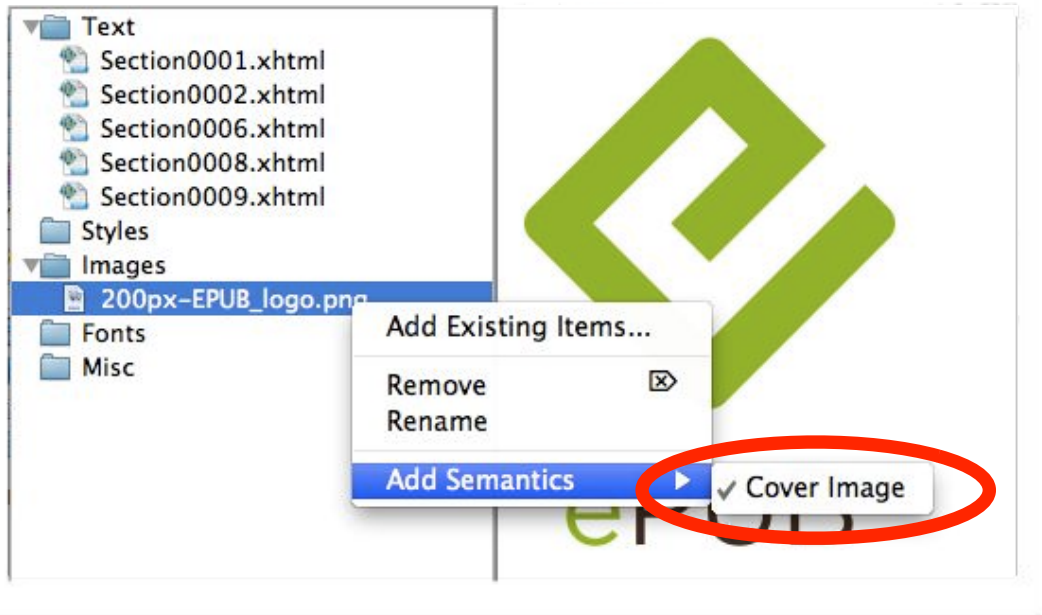 Text
Section0001.xhtml
Section0002.xhtml
Section0006.xhtml
Section0008.xhtml
Section0009.xhtml
Styles
Images
200px-EPUB_logo.png
Fonts
Misc
Add Existing Items...
Remove
Rename
Add Semantics
✓ Cover Image
ePUB